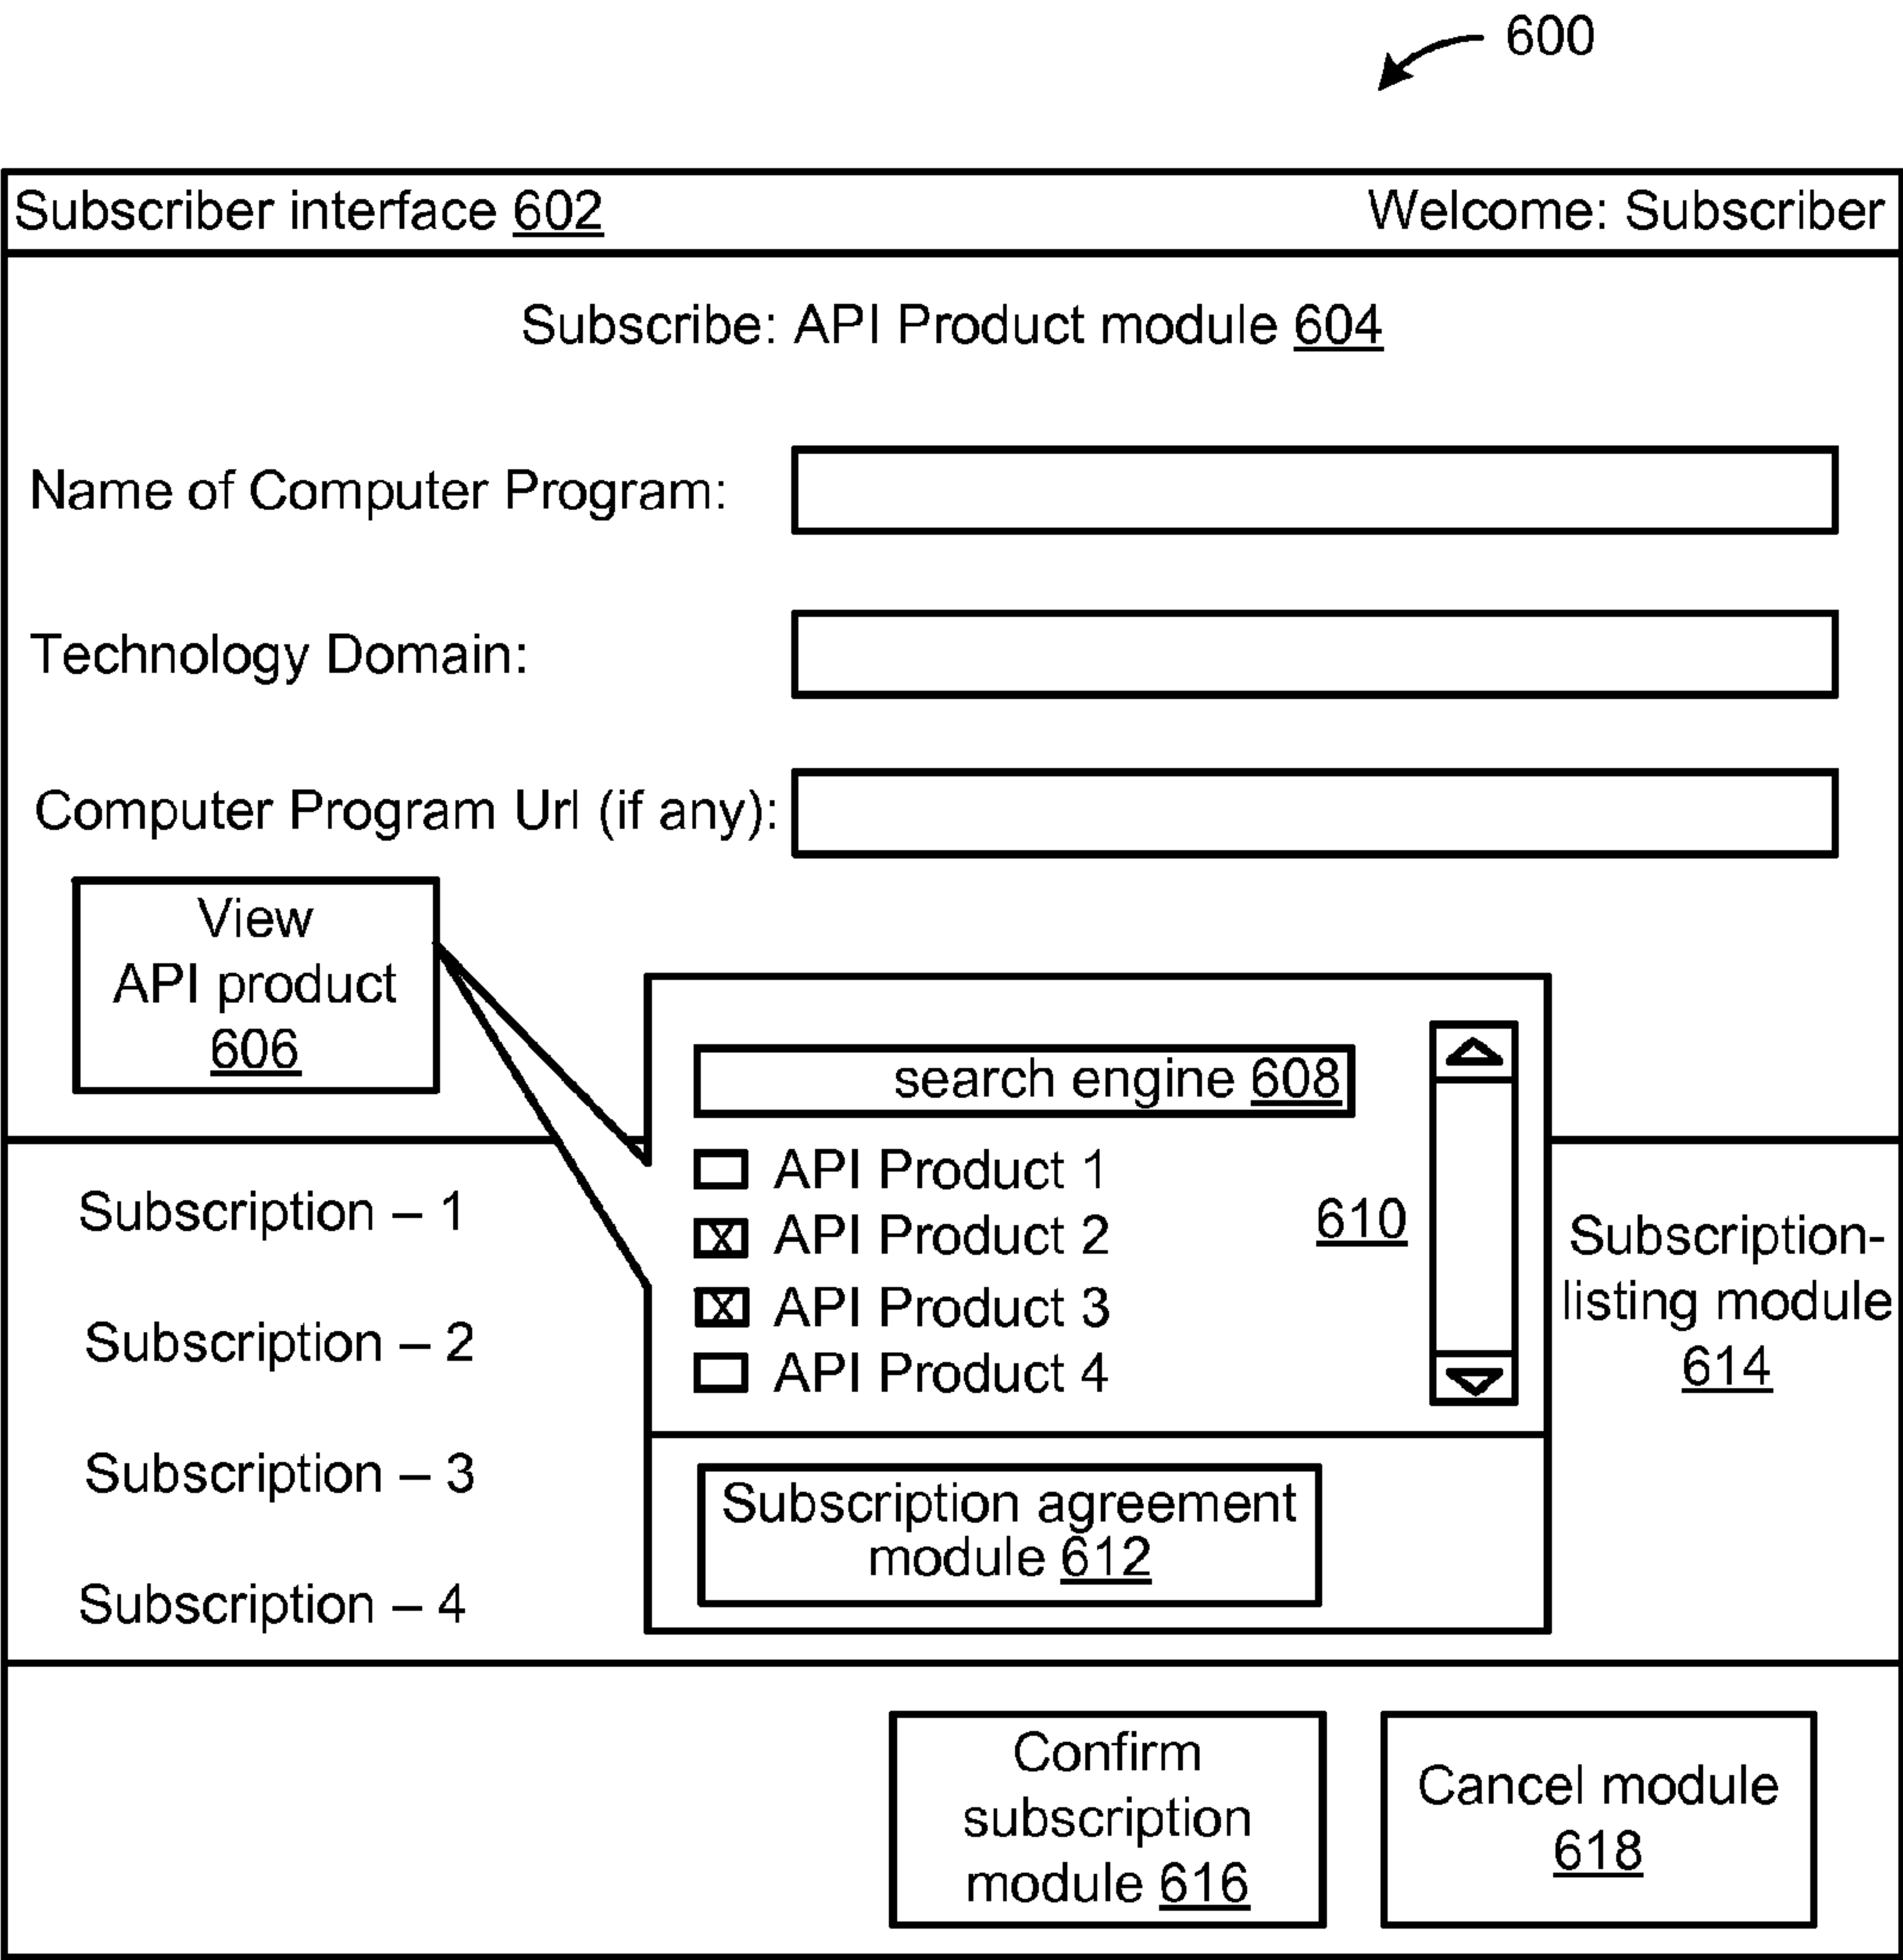 600
Subscriber interface 602
Welcome: Subscriber
Subscribe: API Product module 604
Name of Computer Program:
Technology Domain:
Computer Program Url (if any):
View
API product
606
search engine 608
API Product 1
X API Product 2
X API Product 3
API Product 4
610
Subscription agreement
module 612
Subscription – 1
Subscription – 2
Subscription – 3
Subscription – 4
Subscription-
listing module
614
Confirm
subscription
module 616
Cancel module
618